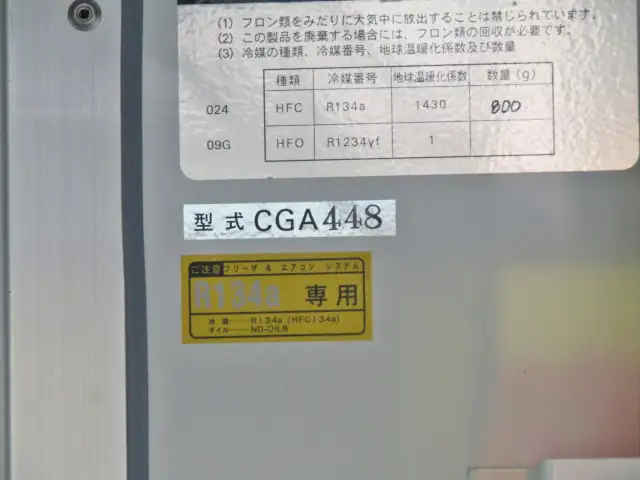 (1) フロン類をみだりに大気中に放出することは禁じられています。
(2) この製品を廃棄する場合には、フロン類の回収が必要です。
(3) 冷媒の種類、冷媒番号、地球温暖化係数及び数量
種類 冷媒番号 地球温暖化係数 数量(g)
024 HFC R134a 1430 800
09G HFO R1234yf 1
型式 CGA448
ご注意 フリーザ & エアコン システム
R134a 専用
冷媒……R134a (HFC134a)
オイル……ND-OIL8